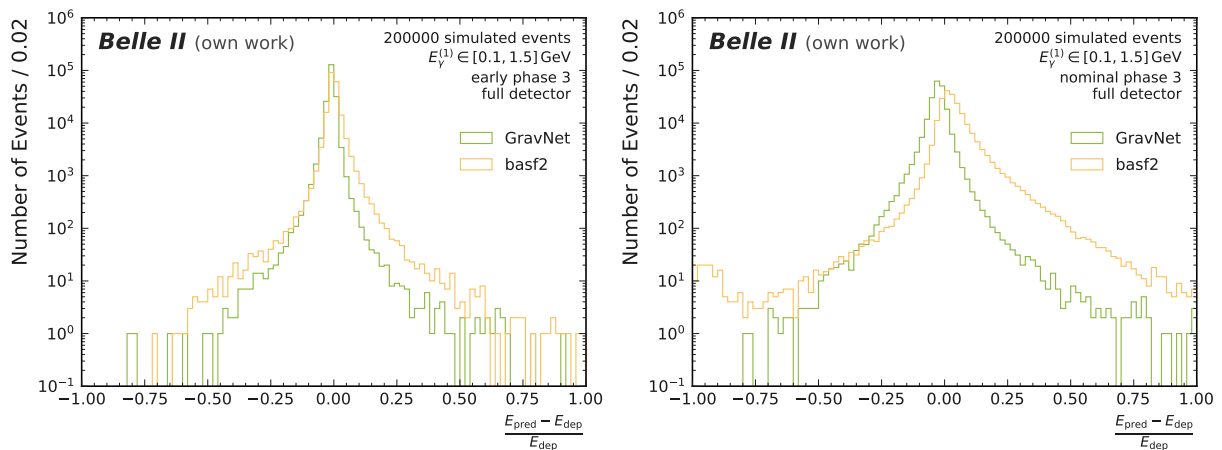 Belle II (own work)
200000 simulated events
E_γ^(1) ∈ [0.1, 1.5] GeV
early phase 3
full detector
GravNet
basf2
Number of Events / 0.02
10^6
10^5
10^4
10^3
10^2
10^1
10^0
10^−1
−1.00 −0.75 −0.50 −0.25 0.00 0.25 0.50 0.75 1.00
E_pred − E_dep
E_dep
Belle II (own work)
200000 simulated events
E_γ^(1) ∈ [0.1, 1.5] GeV
nominal phase 3
full detector
GravNet
basf2
Number of Events / 0.02
10^6
10^5
10^4
10^3
10^2
10^1
10^0
10^−1
−1.00 −0.75 −0.50 −0.25 0.00 0.25 0.50 0.75 1.00
E_pred − E_dep
E_dep